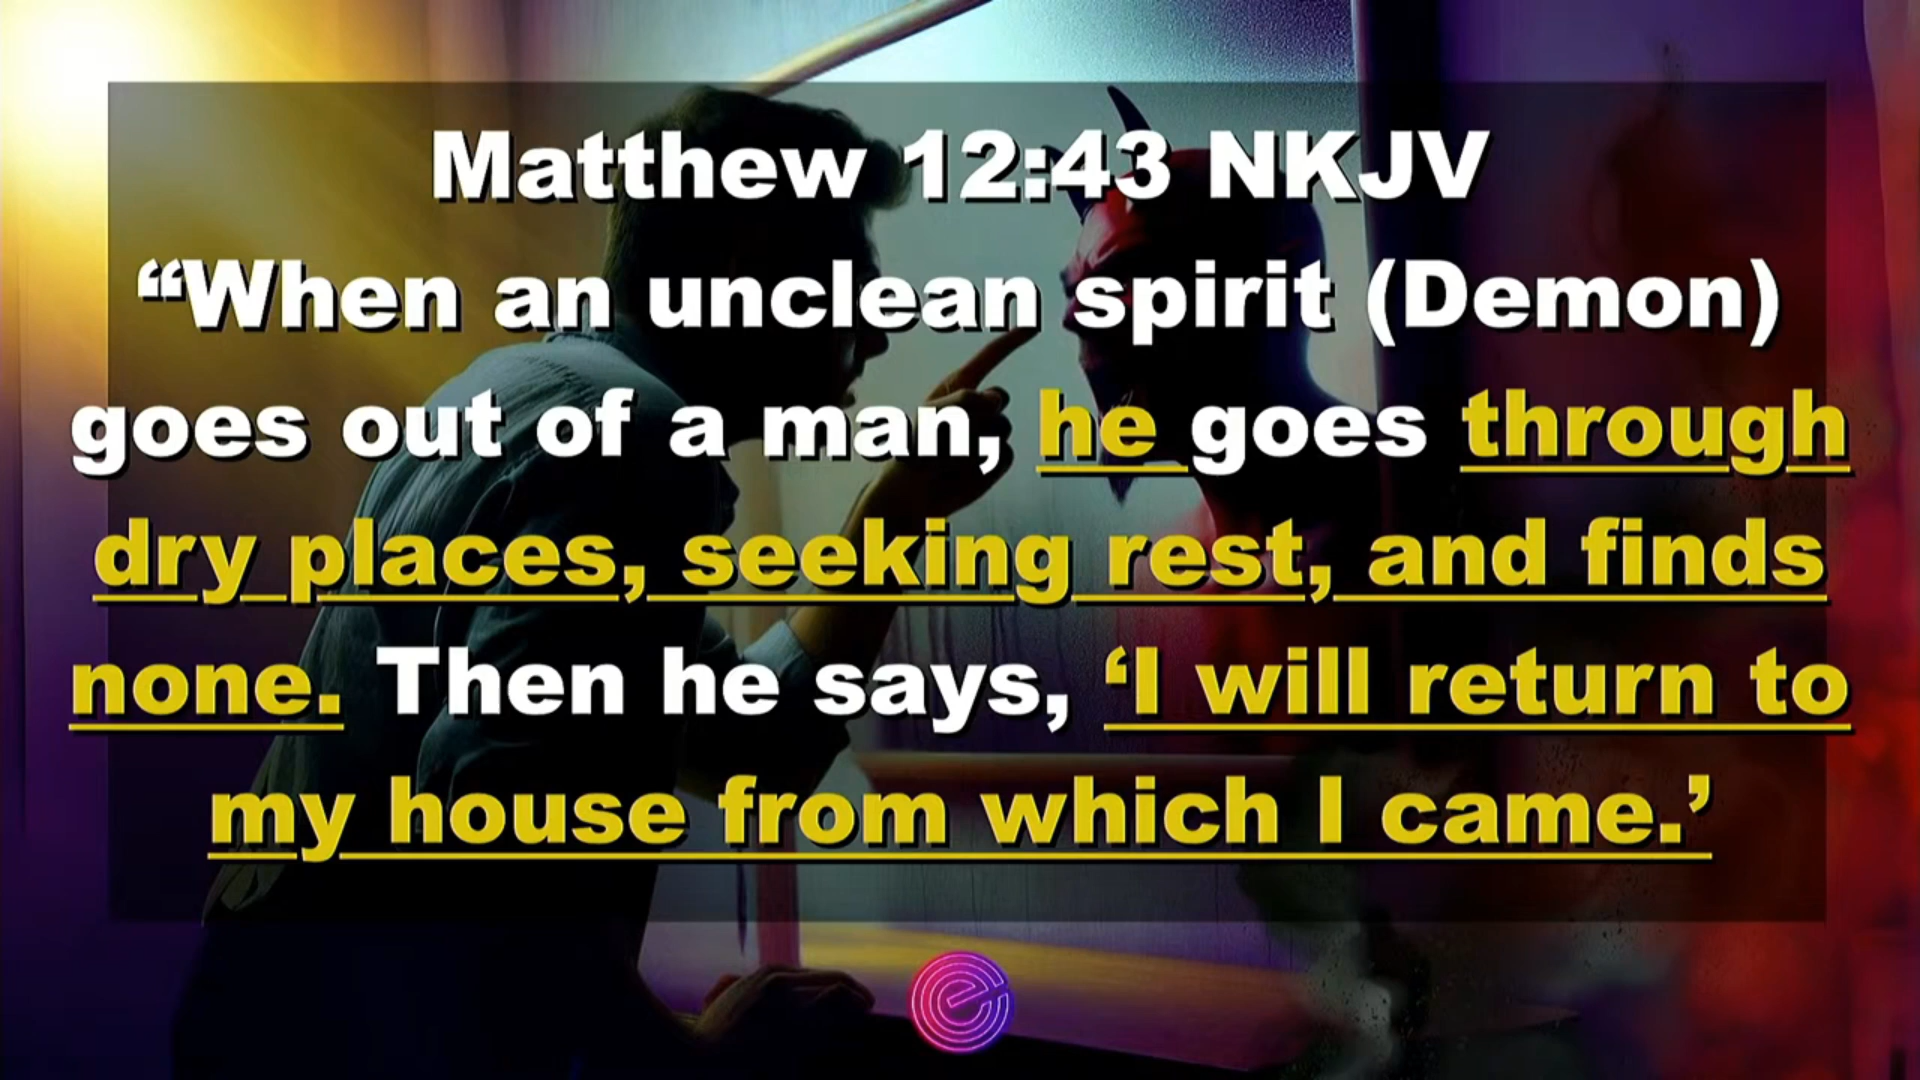 Matthew 12:43 NKJV
“When an unclean spirit (Demon)
goes out of a man, he goes through
dry places, seeking rest, and finds
none. Then he says, ‘I will return to
my house from which I came.’
e